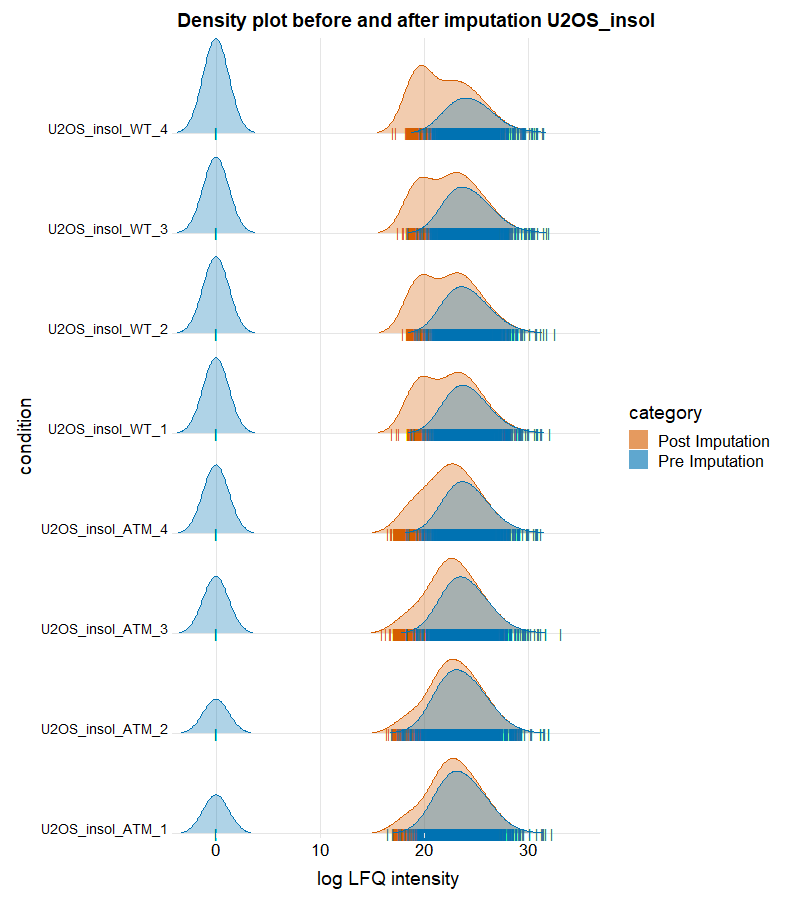 Density plot before and after imputation U2OS_insol
U2OS_insol_WT_4
U2OS_insol_WT_3
U2OS_insol_WT_2
U2OS_insol_WT_1
U2OS_insol_ATM_4
U2OS_insol_ATM_3
U2OS_insol_ATM_2
U2OS_insol_ATM_1
condition
0 10 20 30
log LFQ intensity
category
Post Imputation
Pre Imputation